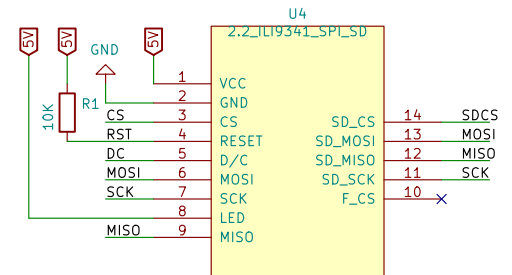 U4
2.2_ILI9341_SPI_SD
5V
5V
5V
GND
10K
R1
1 VCC
2 GND
CS 3 CS
RST 4 RESET
DC 5 D/C
MOSI 6 MOSI
SCK 7 SCK
8 LED
MISO 9 MISO
SD_CS 14 SDCS
SD_MOSI 13 MOSI
SD_MISO 12 MISO
SD_SCK 11 SCK
F_CS 10